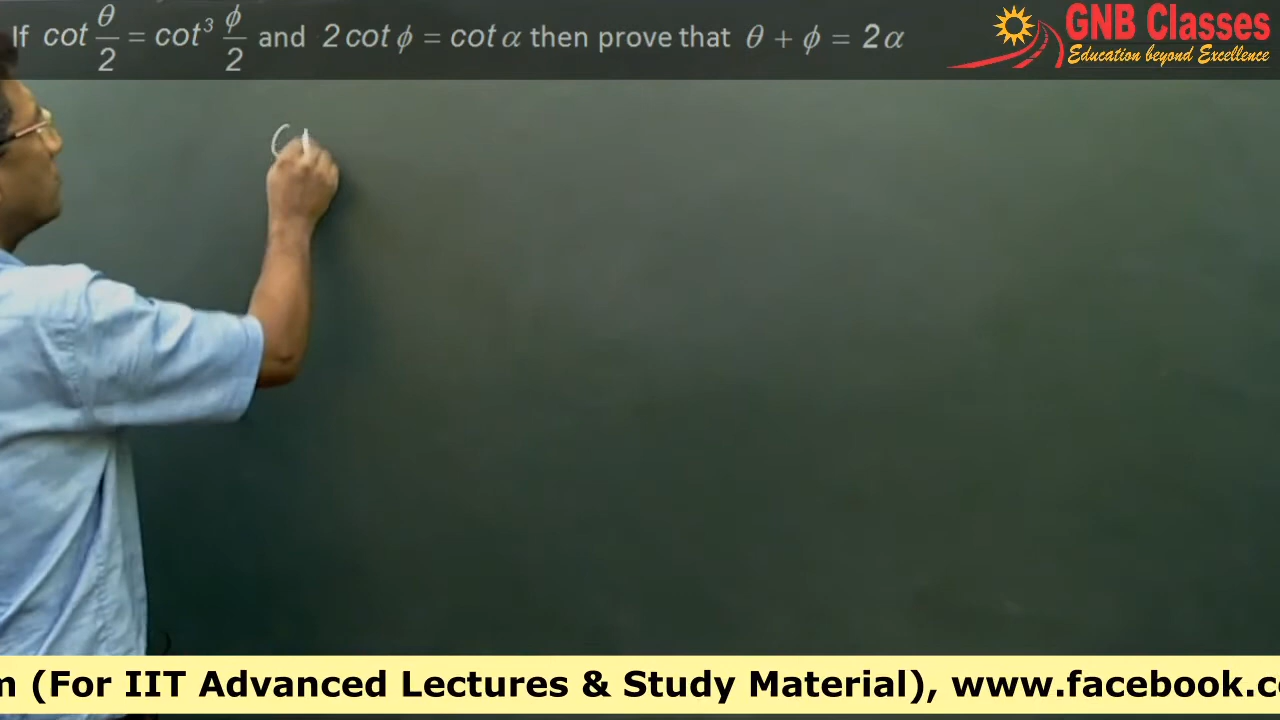 If cot θ/2 = cot³ φ/2 and 2 cot φ = cot α then prove that θ + φ = 2α
GNB Classes
Education beyond Excellence
(For IIT Advanced Lectures & Study Material), www.facebook.c